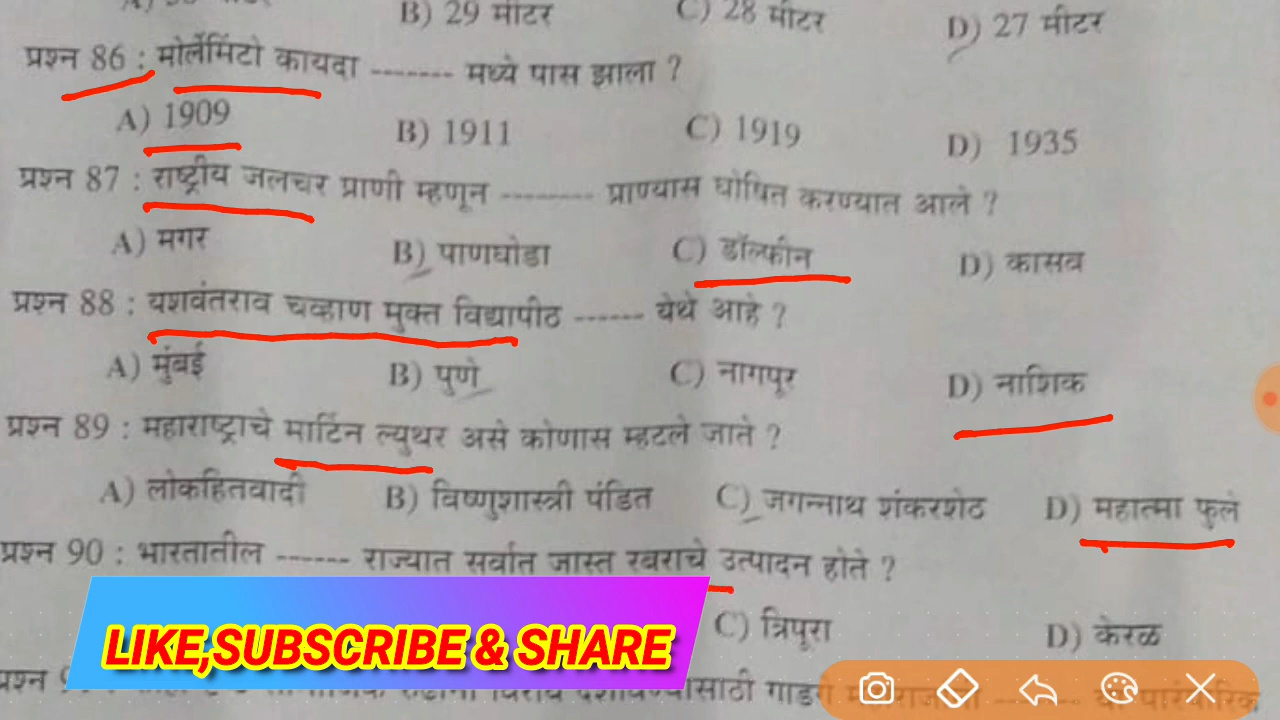 B) 29 मीटर C) 28 मीटर D) 27 मीटर
प्रश्न 86 : मोर्लेमिंटो कायदा ------- मध्ये पास झाला ?
A) 1909 B) 1911 C) 1919 D) 1935
प्रश्न 87 : राष्ट्रीय जलचर प्राणी म्हणून -------- प्राण्यास घोषित करण्यात आले ?
A) मगर B) पाणघोडा C) डॉल्फीन D) कासव
प्रश्न 88 : यशवंतराव चव्हाण मुक्त विद्यापीठ ------ येथे आहे ?
A) मुंबई B) पुणे C) नागपूर D) नाशिक
प्रश्न 89 : महाराष्ट्राचे मार्टिन ल्युथर असे कोणास म्हटले जाते ?
A) लोकहितवादी B) विष्णुशास्त्री पंडित C) जगन्नाथ शंकरशेठ D) महात्मा फुले
प्रश्न 90 : भारतातील ------ राज्यात सर्वात जास्त रबराचे उत्पादन होते ?
C) त्रिपूरा D) केरळ
LIKE,SUBSCRIBE & SHARE
प्रश्न